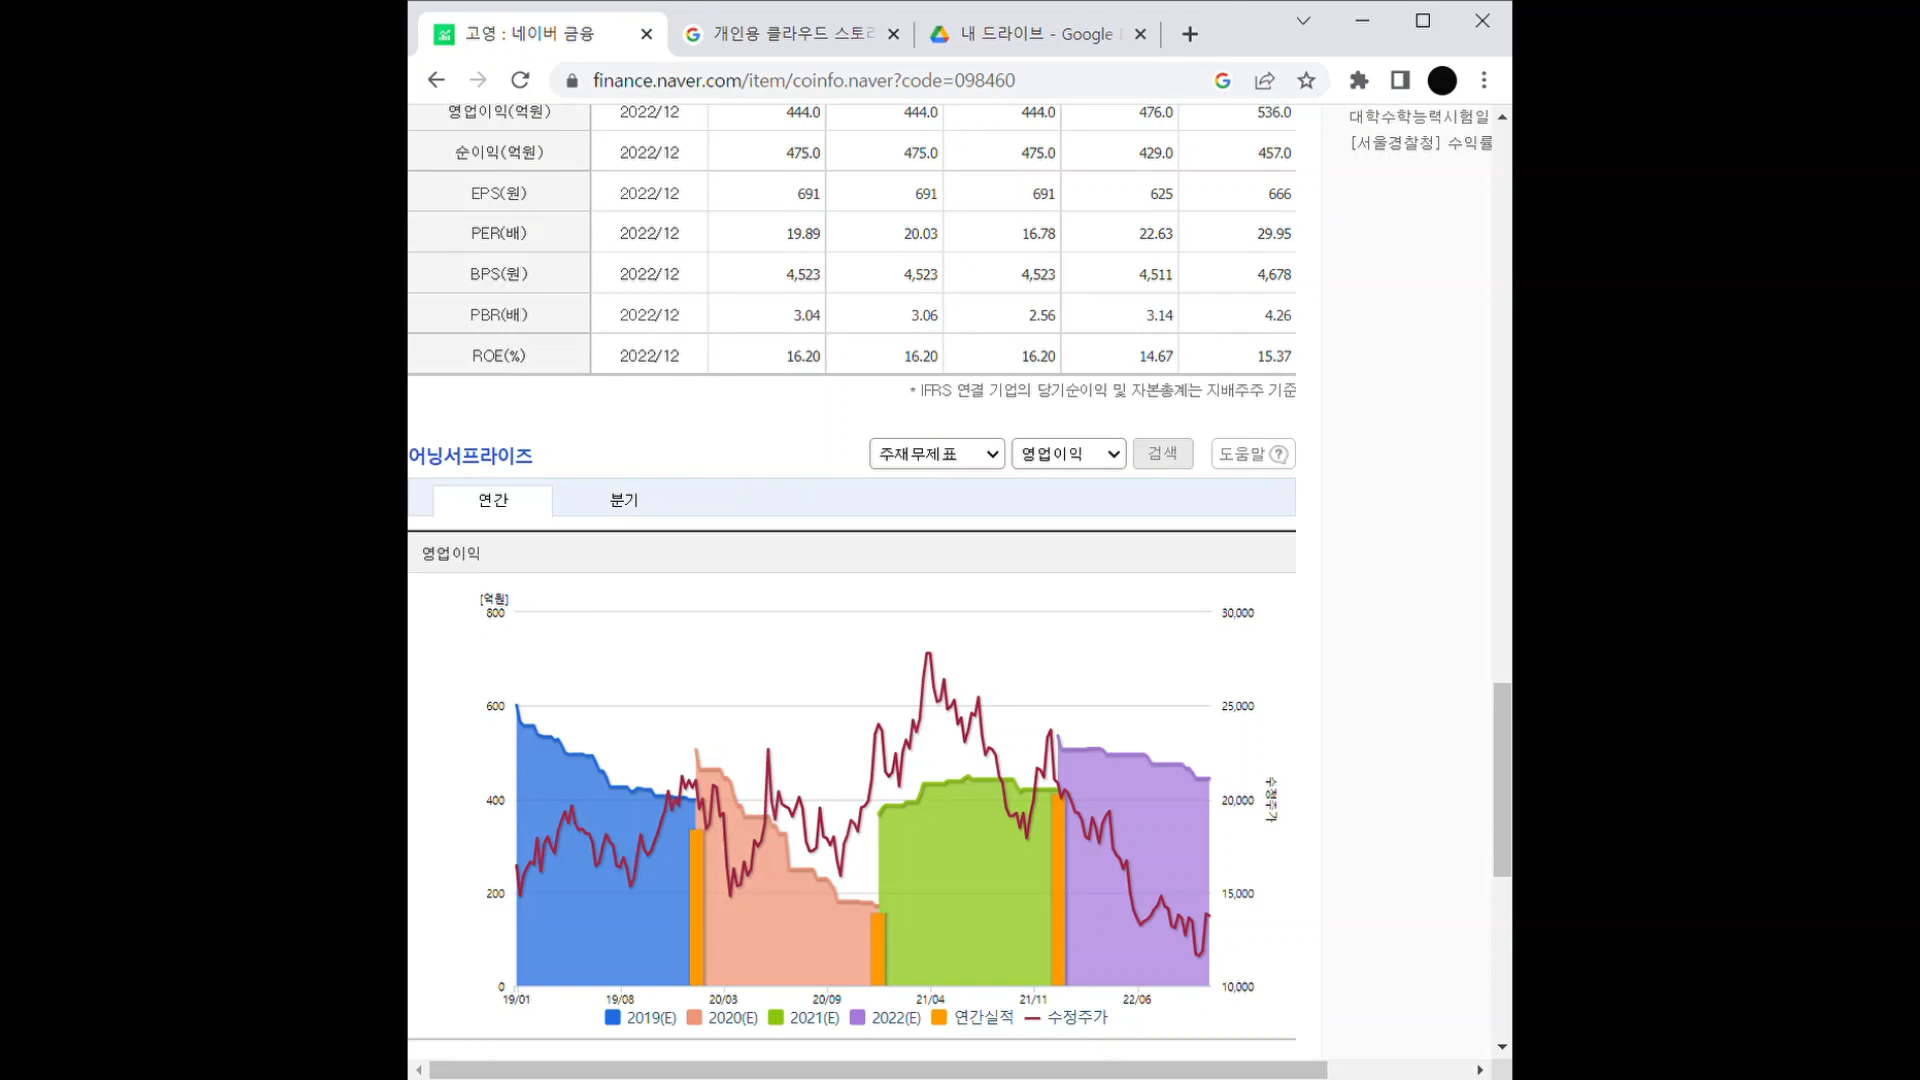 고영 : 네이버 금융
개인용 클라우드 스토리
내 드라이브 - Google
finance.naver.com/item/coinfo.naver?code=098460
영업이익(억원) 2022/12 444.0 444.0 444.0 476.0 536.0
순이익(억원) 2022/12 475.0 475.0 475.0 429.0 457.0
EPS(원) 2022/12 691 691 691 625 666
PER(배) 2022/12 19.89 20.03 16.78 22.63 29.95
BPS(원) 2022/12 4,523 4,523 4,523 4,511 4,678
PBR(배) 2022/12 3.04 3.06 2.56 3.14 4.26
ROE(%) 2022/12 16.20 16.20 16.20 14.67 15.37
* IFRS 연결 기업의 당기순이익 및 자본총계는 지배주주 기준
대학수학능력시험일
[서울경찰청] 수익률
어닝서프라이즈 주재무제표 영업이익 검색 도움말 ?
연간 분기
영업이익
[억원]
800 30,000
600 25,000
400 20,000
수정주가
200 15,000
0 10,000
19/01 19/08 20/03 20/09 21/04 21/11 22/06
2019(E) 2020(E) 2021(E) 2022(E) 연간실적 수정주가